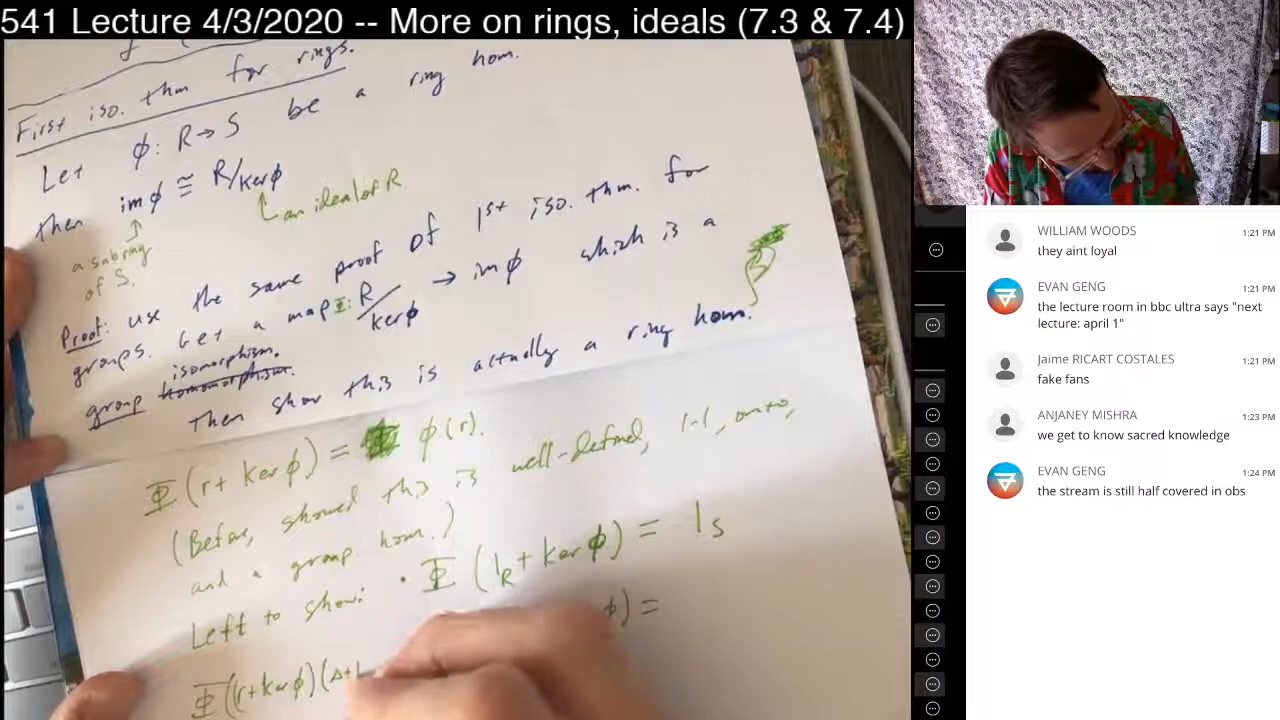 541 Lecture 4/3/2020 -- More on rings, ideals (7.3 & 7.4)
First iso. thm for rings.
Let φ: R→S be a ring hom.
then im φ ≅ R/ker φ
an ideal of R
a subring
of S.
Proof: use the same proof of 1st iso. thm. for
groups. Get a map Φ: R/ker φ → im φ which is a
group homomorphism. isomorphism.
Then show this is actually a ring hom.
Φ(r + ker φ) = φ(r).
(Before, showed this is well-defined, 1-1, onto,
and a group hom.)
Left to show: · Φ(1_R + ker φ) = 1_S
φ) =
Φ((r + ker φ)(s +
WILLIAM WOODS 1:21 PM
they aint loyal
EVAN GENG 1:21 PM
the lecture room in bbc ultra says "next
lecture: april 1"
Jaime RICART COSTALES 1:21 PM
fake fans
ANJANEY MISHRA 1:23 PM
we get to know sacred knowledge
EVAN GENG 1:24 PM
the stream is still half covered in obs